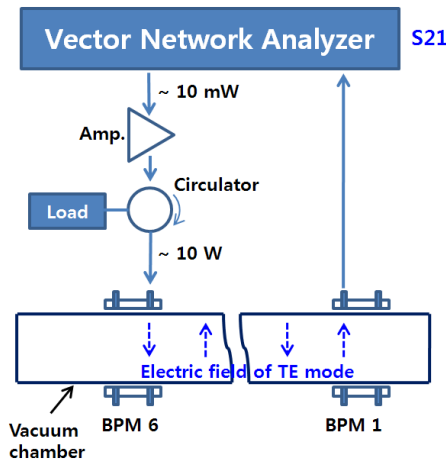 Vector Network Analyzer
S21
~ 10 mW
Amp.
Circulator
Load
~ 10 W
Electric field of TE mode
BPM 6
BPM 1
Vacuum
chamber